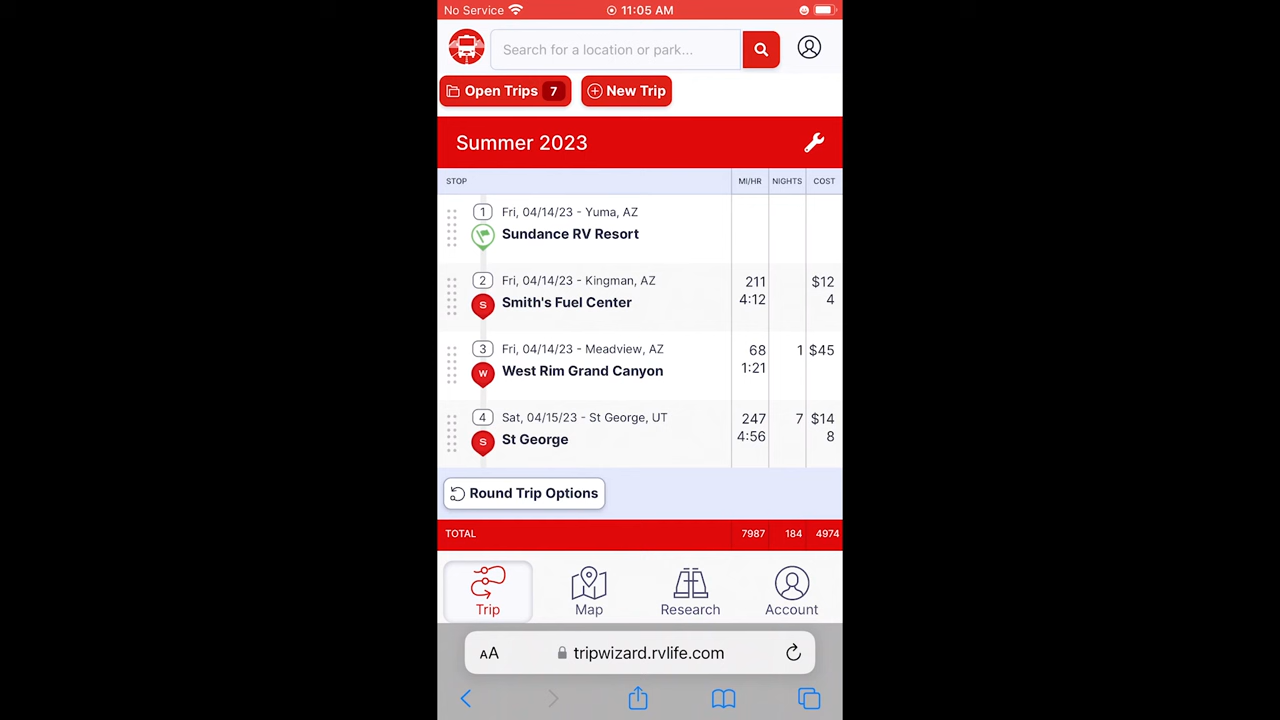 No Service 11:05 AM
Search for a location or park...
Open Trips 7 New Trip
Summer 2023
STOP MI/HR NIGHTS COST
1 Fri, 04/14/23 - Yuma, AZ
Sundance RV Resort
2 Fri, 04/14/23 - Kingman, AZ 211 $12
S Smith's Fuel Center 4:12 4
3 Fri, 04/14/23 - Meadview, AZ 68 1 $45
W West Rim Grand Canyon 1:21
4 Sat, 04/15/23 - St George, UT 247 7 $14
S St George 4:56 8
Round Trip Options
TOTAL 7987 184 4974
Trip Map Research Account
AA tripwizard.rvlife.com